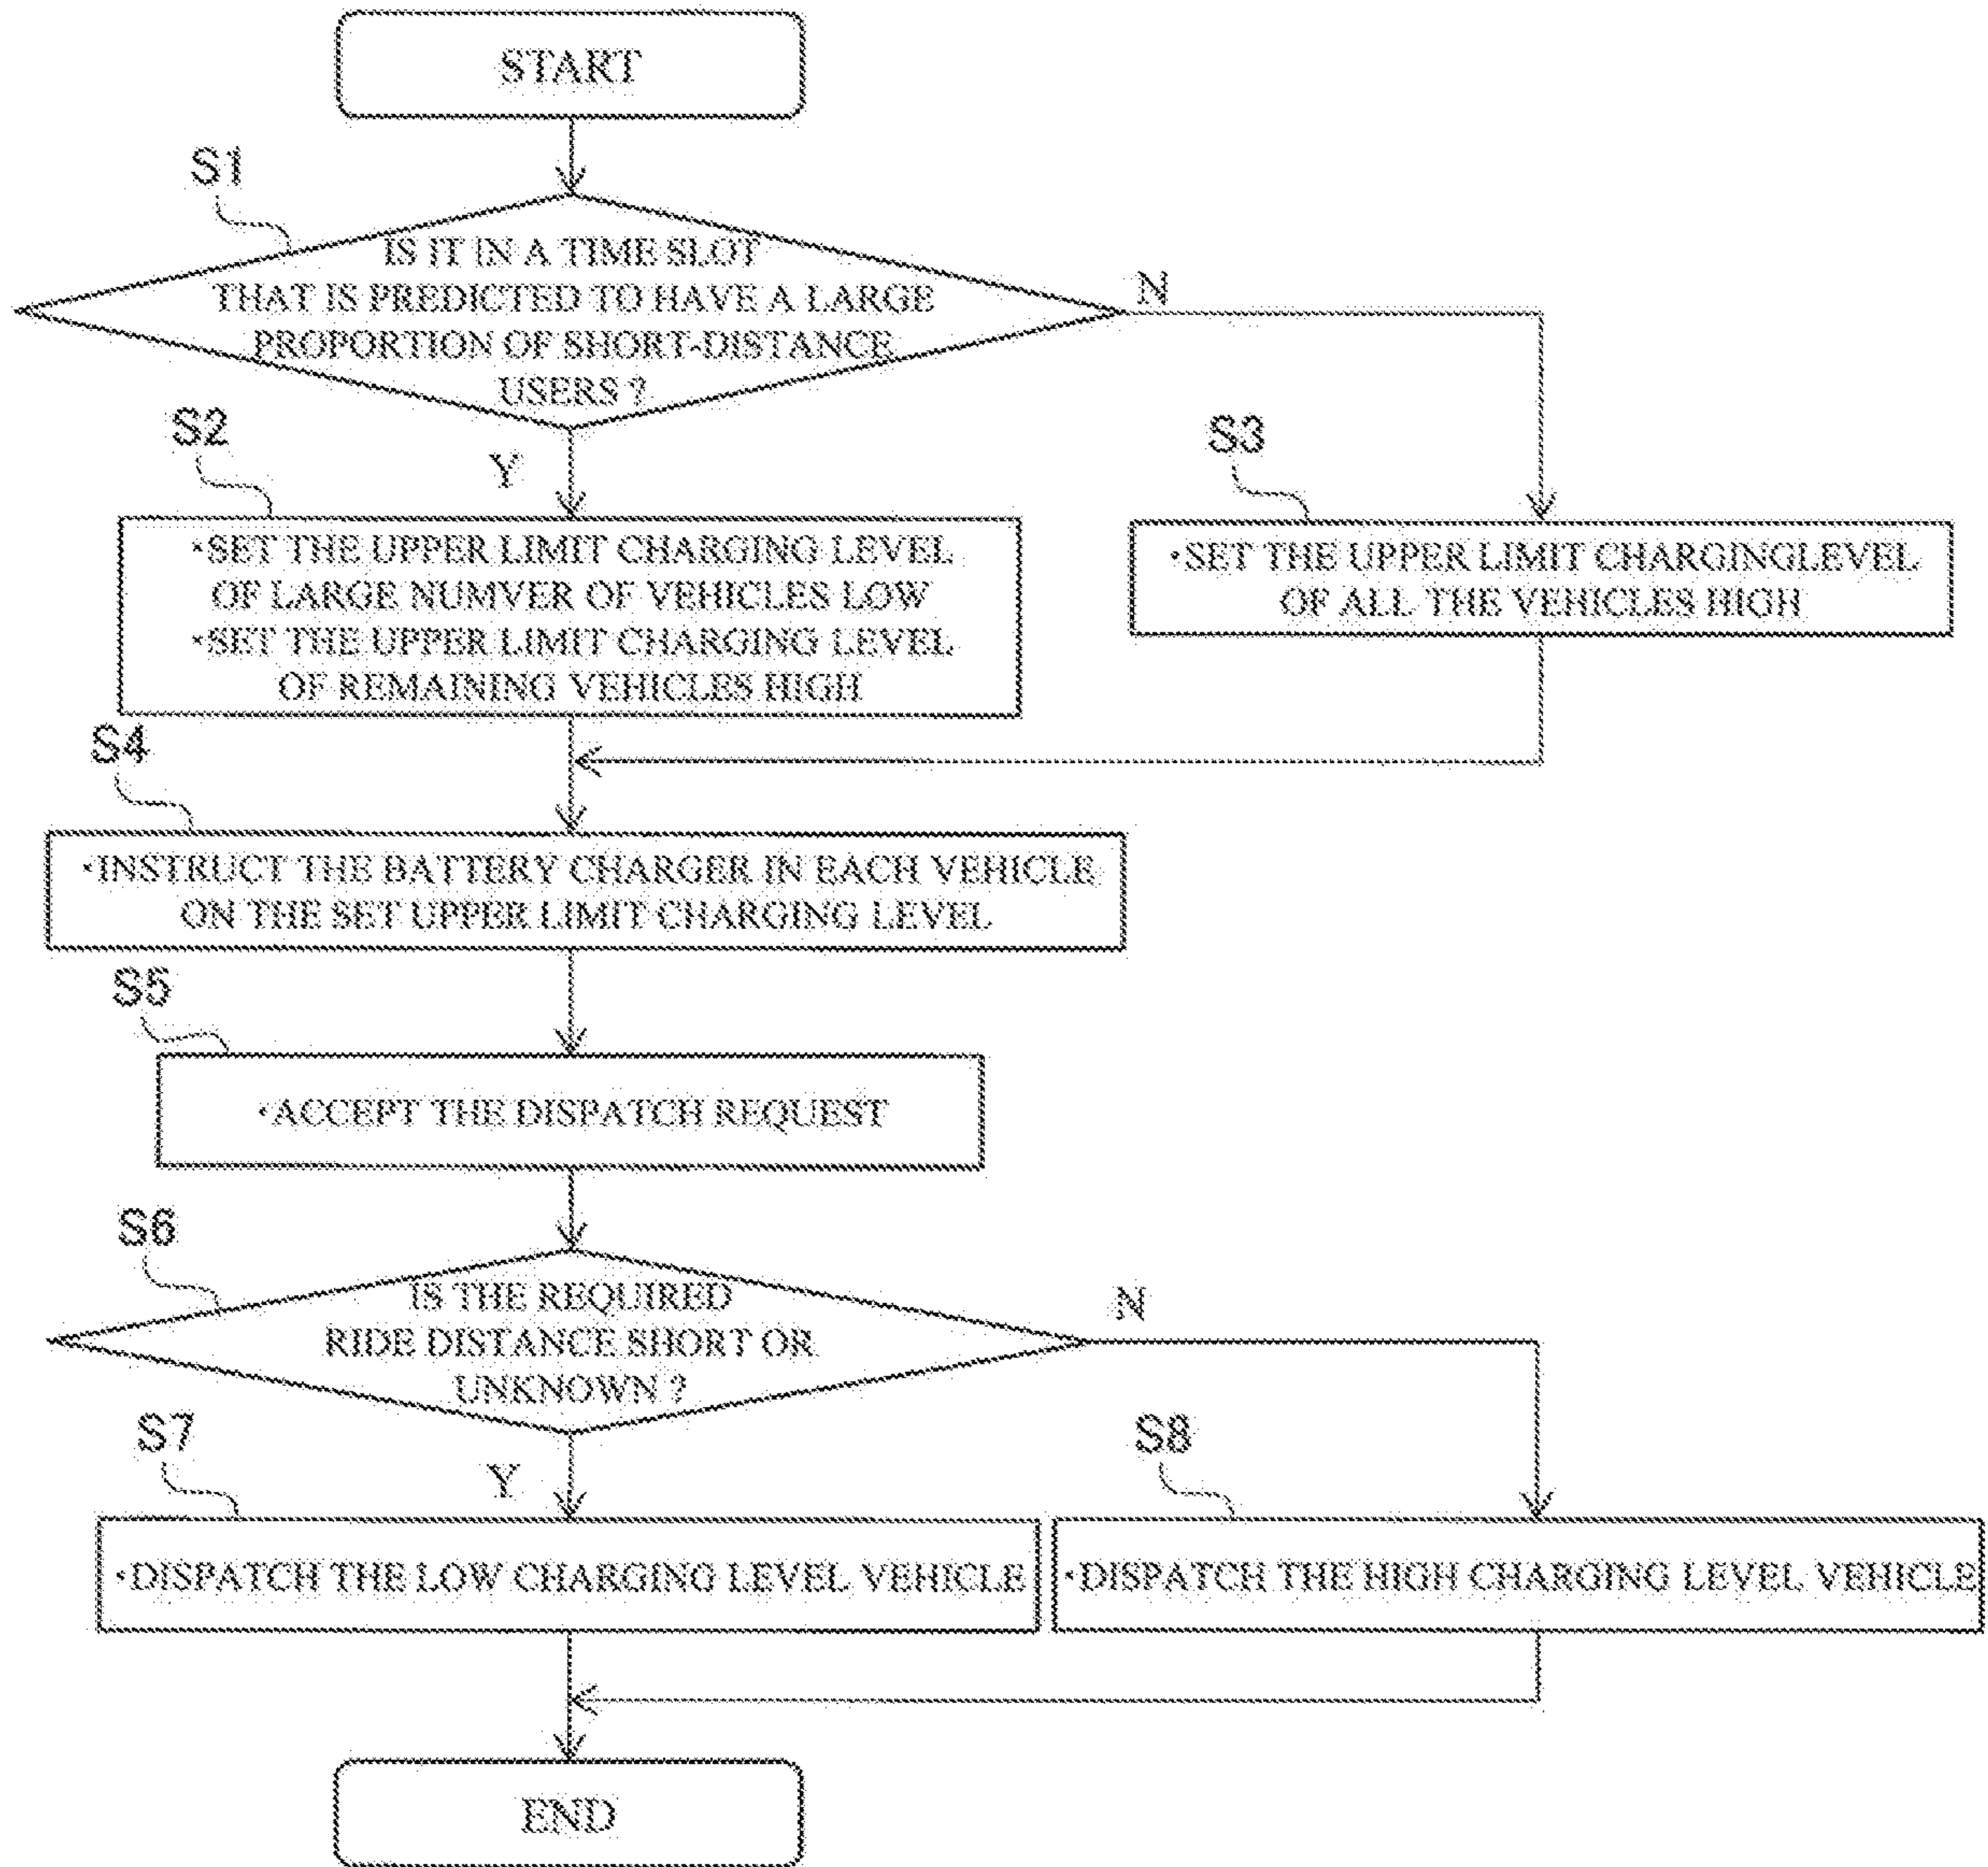 START
S1
IS IT IN A TIME SLOT
THAT IS PREDICTED TO HAVE A LARGE
PROPORTION OF SHORT-DISTANCE
USERS ?
N
Y
S2
•SET THE UPPER LIMIT CHARGING LEVEL
OF LARGE NUMVER OF VEHICLES LOW
•SET THE UPPER LIMIT CHARGING LEVEL
OF REMAINING VEHICLES HIGH
S3
•SET THE UPPER LIMIT CHARGINGLEVEL
OF ALL THE VEHICLES HIGH
S4
•INSTRUCT THE BATTERY CHARGER IN EACH VEHICLE
ON THE SET UPPER LIMIT CHARGING LEVEL
S5
•ACCEPT THE DISPATCH REQUEST
S6
IS THE REQUIRED
RIDE DISTANCE SHORT OR
UNKNOWN ?
N
Y
S7
•DISPATCH THE LOW CHARGING LEVEL VEHICLE
S8
•DISPATCH THE HIGH CHARGING LEVEL VEHICLE
END